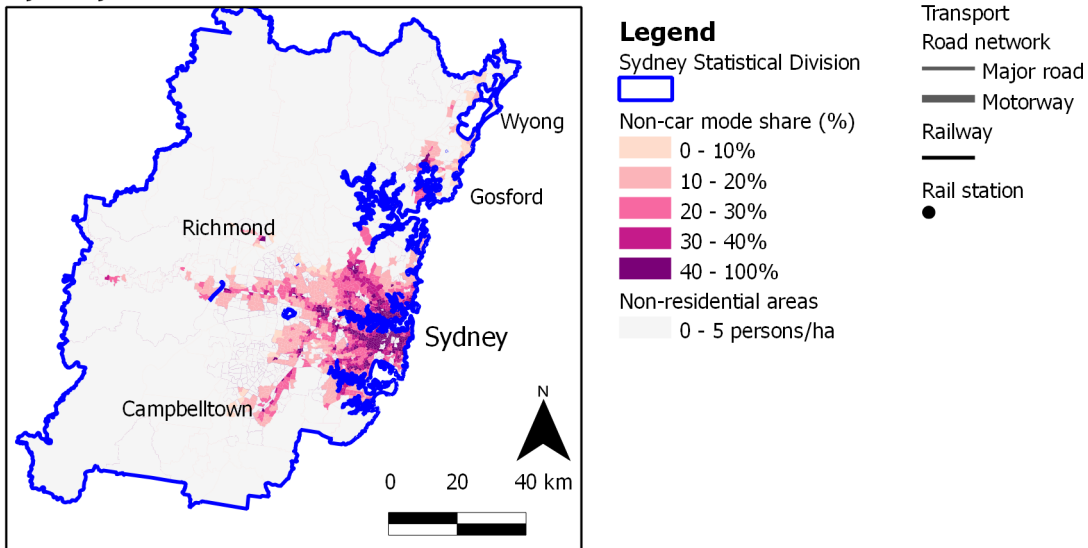 Wyong
Gosford
Richmond
Sydney
Campbelltown
N
0 20 40 km
Legend
Sydney Statistical Division
Non-car mode share (%)
0 - 10%
10 - 20%
20 - 30%
30 - 40%
40 - 100%
Non-residential areas
0 - 5 persons/ha
Transport
Road network
Major road
Motorway
Railway
Rail station